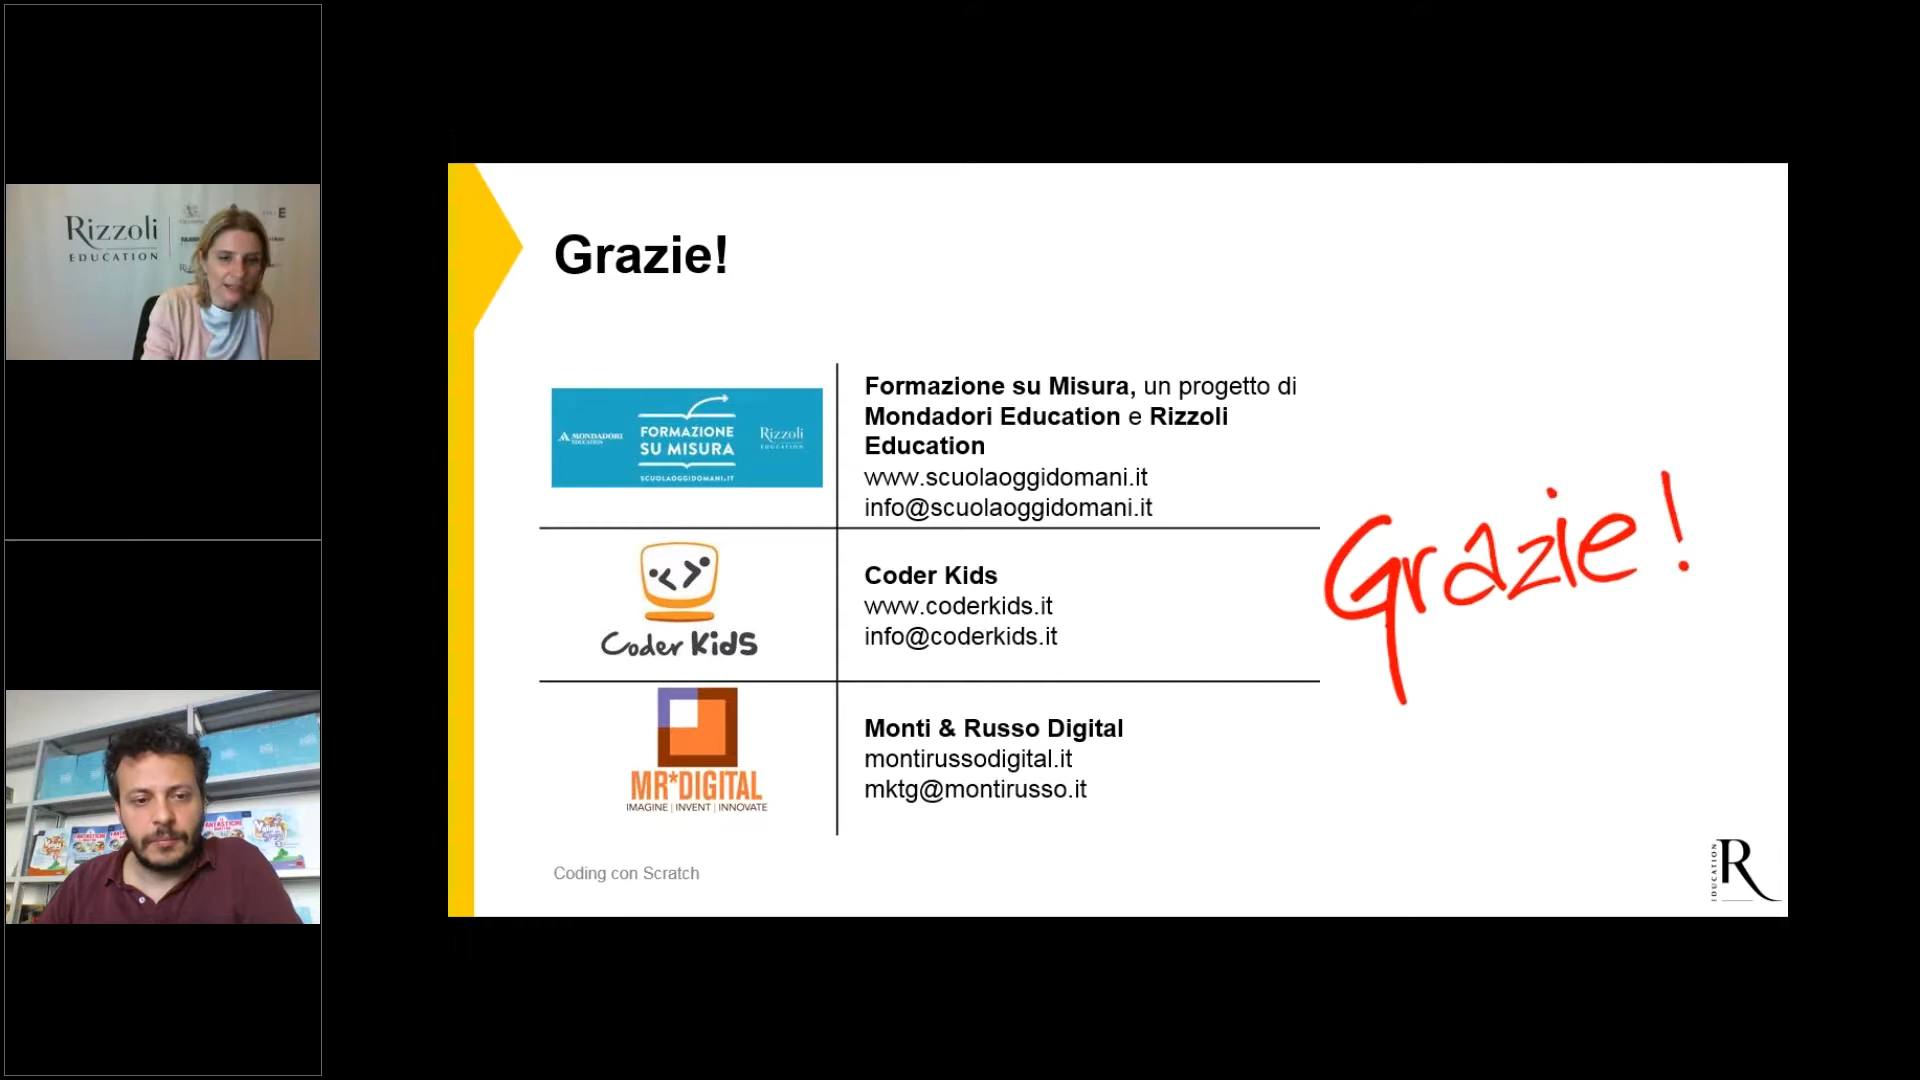 Rizzoli
EDUCATION
Grazie!
MONDADORI
EDUCATION
FORMAZIONE
SU MISURA
SCUOLAOGGIDOMANI.IT
Rizzoli
EDUCATION
Formazione su Misura, un progetto di
Mondadori Education e Rizzoli
Education
www.scuolaoggidomani.it
info@scuolaoggidomani.it
Coder Kids
Coder Kids
www.coderkids.it
info@coderkids.it
Grazie!
MR*DIGITAL
IMAGINE | INVENT | INNOVATE
Monti & Russo Digital
montirussodigital.it
mktg@montirusso.it
Coding con Scratch
EDUCATION
R